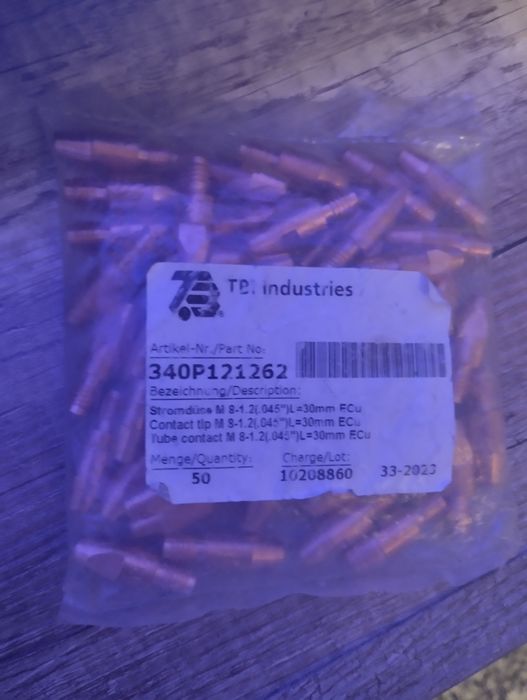 TBi Industries
Artikel-Nr./Part No:
340P121262
Bezeichnung/Description:
Stromdüse M 8-1.2(.045")L=30mm ECu
Contact tip M 8-1.2(.045")L=30mm ECu
Tube contact M 8-1.2(.045")L=30mm ECu
Menge/Quantity: Charge/Lot:
50 10208860 33-2023